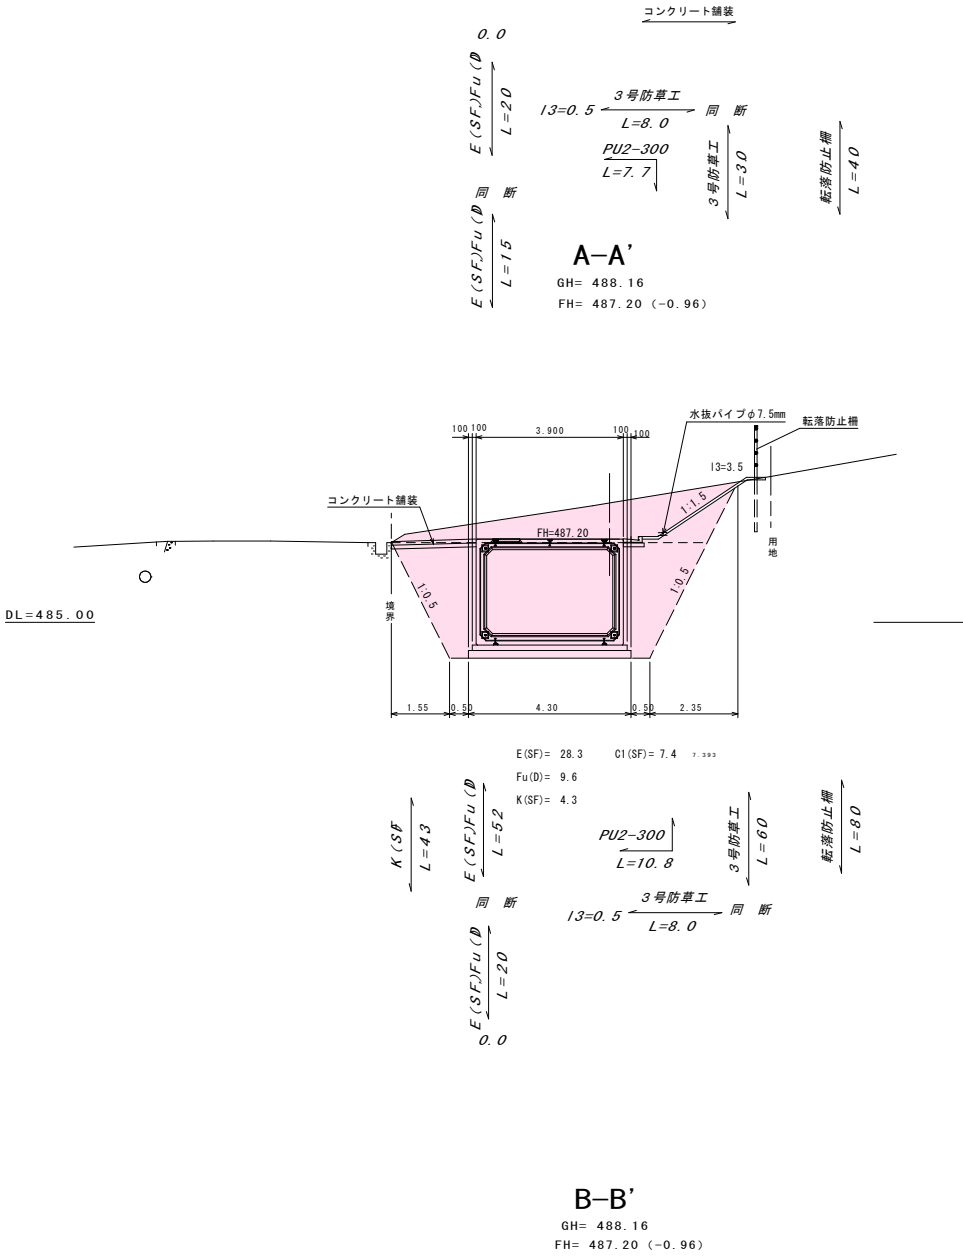 コンクリート舗装
0.0
E(SF)Fu(D)
L=20
3号防草工
l3=0.5
同 断
L=8.0
PU2-300
L=7.7
3号防草工
L=30
転落防止柵
L=40
同 断
E(SF)Fu(D)
L=15
A-A'
GH= 488.16
FH= 487.20 (-0.96)
水抜パイプφ7.5mm
転落防止柵
100 100
3.900
100
100
l3=3.5
コンクリート舗装
1:1.5
FH=487.20
用地
1:0.5
1:0.5
境界
DL=485.00
1.55
0.50
4.30
0.50
2.35
E(SF)= 28.3
C1(SF)= 7.4
7.393
Fu(D)= 9.6
K(SF)= 4.3
K(SF)
L=43
E(SF)Fu(D)
L=52
PU2-300
L=10.8
3号防草工
L=60
転落防止柵
L=80
同 断
3号防草工
l3=0.5
同 断
L=8.0
E(SF)Fu(D)
L=20
0.0
B-B'
GH= 488.16
FH= 487.20 (-0.96)